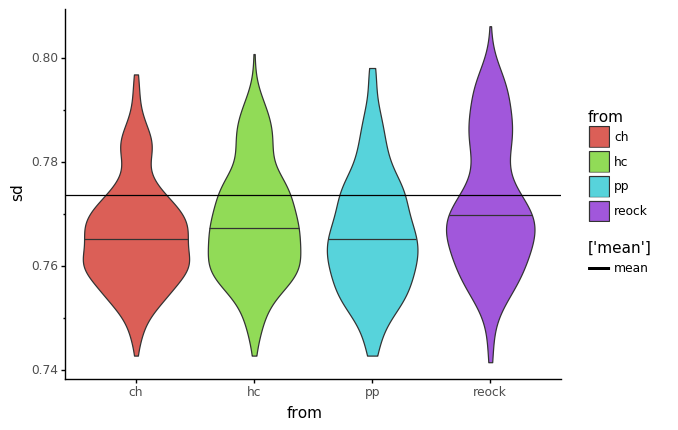 0.80
0.78
0.76
0.74
sd
ch
hc
pp
reock
from
from
ch
hc
pp
reock
['mean']
mean